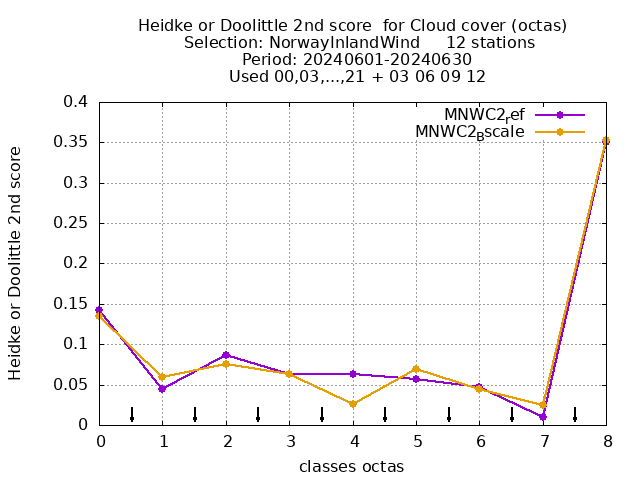 Heidke or Doolittle 2nd score  for Cloud cover (octas)
Selection: NorwayInlandWind     12 stations
Period: 20240601-20240630
Used 00,03,...,21 + 03 06 09 12
MNWC2ref
MNWC2Bscale
0.4
0.35
0.3
0.25
0.2
0.15
0.1
0.05
0
Heidke or Doolittle 2nd score
0 1 2 3 4 5 6 7 8
classes octas